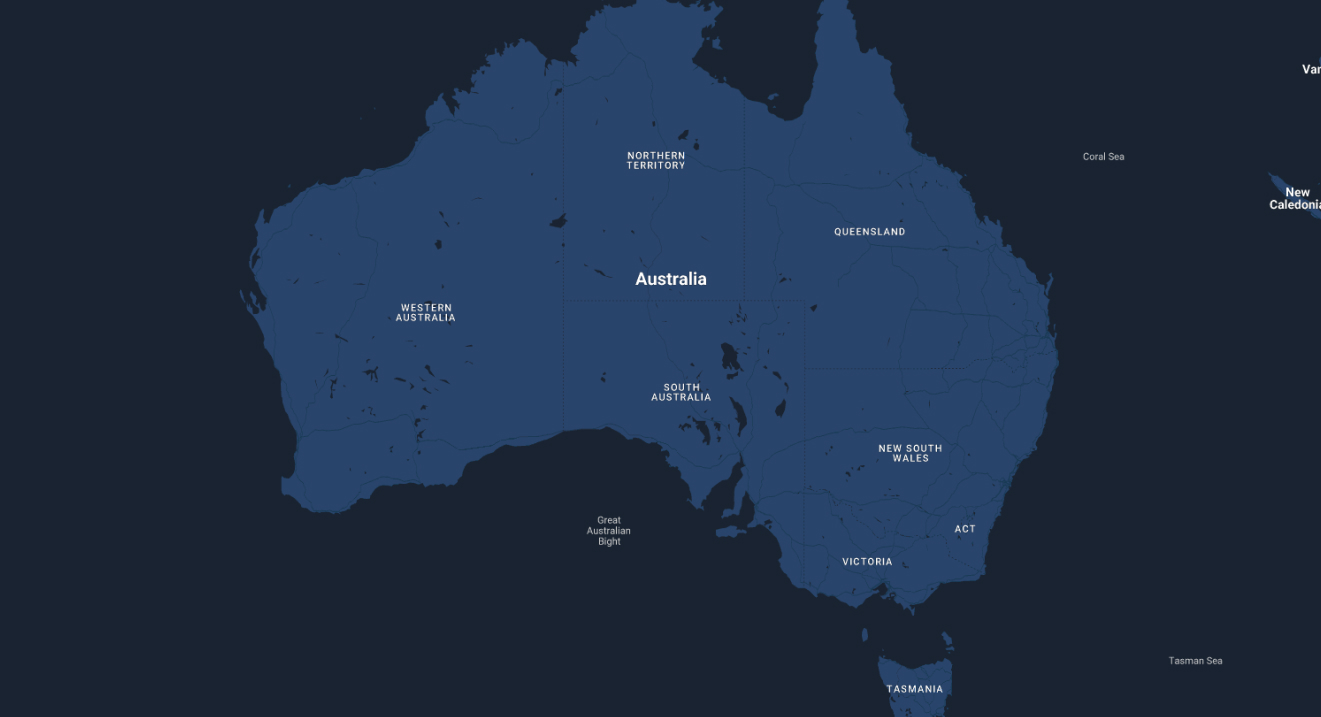 Var
Coral Sea
NORTHERN
TERRITORY
New
Caledonia
QUEENSLAND
Australia
WESTERN
AUSTRALIA
SOUTH
AUSTRALIA
NEW SOUTH
WALES
Great
Australian
Bight
ACT
VICTORIA
Tasman Sea
TASMANIA